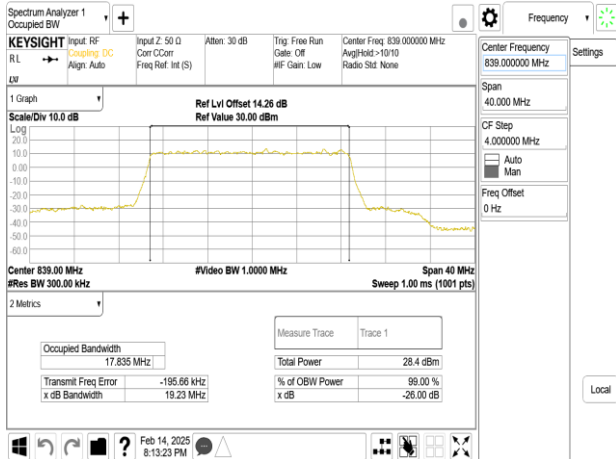 Spectrum Analyzer 1
Occupied BW
Frequency
KEYSIGHT
RL
LXI
Input: RF
Coupling: DC
Align: Auto
Input Z: 50 Ω
Corr CCorr
Freq Ref: Int (S)
Atten: 30 dB
Trig: Free Run
Gate: Off
#IF Gain: Low
Center Freq: 839.000000 MHz
Avg|Hold:>10/10
Radio Std: None
Center Frequency
839.000000 MHz
Settings
Span
40.000 MHz
CF Step
4.000000 MHz
Auto
Man
Freq Offset
0 Hz
Local
1 Graph
Scale/Div 10.0 dB
Ref Lvl Offset 14.26 dB
Ref Value 30.00 dBm
Log
20.0
10.0
0.00
-10.0
-20.0
-30.0
-40.0
-50.0
-60.0
Center 839.00 MHz
#Video BW 1.0000 MHz
Span 40 MHz
#Res BW 300.00 kHz
Sweep 1.00 ms (1001 pts)
2 Metrics
Measure Trace Trace 1
Occupied Bandwidth
17.835 MHz
Total Power 28.4 dBm
Transmit Freq Error -195.66 kHz
% of OBW Power 99.00 %
x dB Bandwidth 19.23 MHz
x dB -26.00 dB
Feb 14, 2025
8:13:23 PM